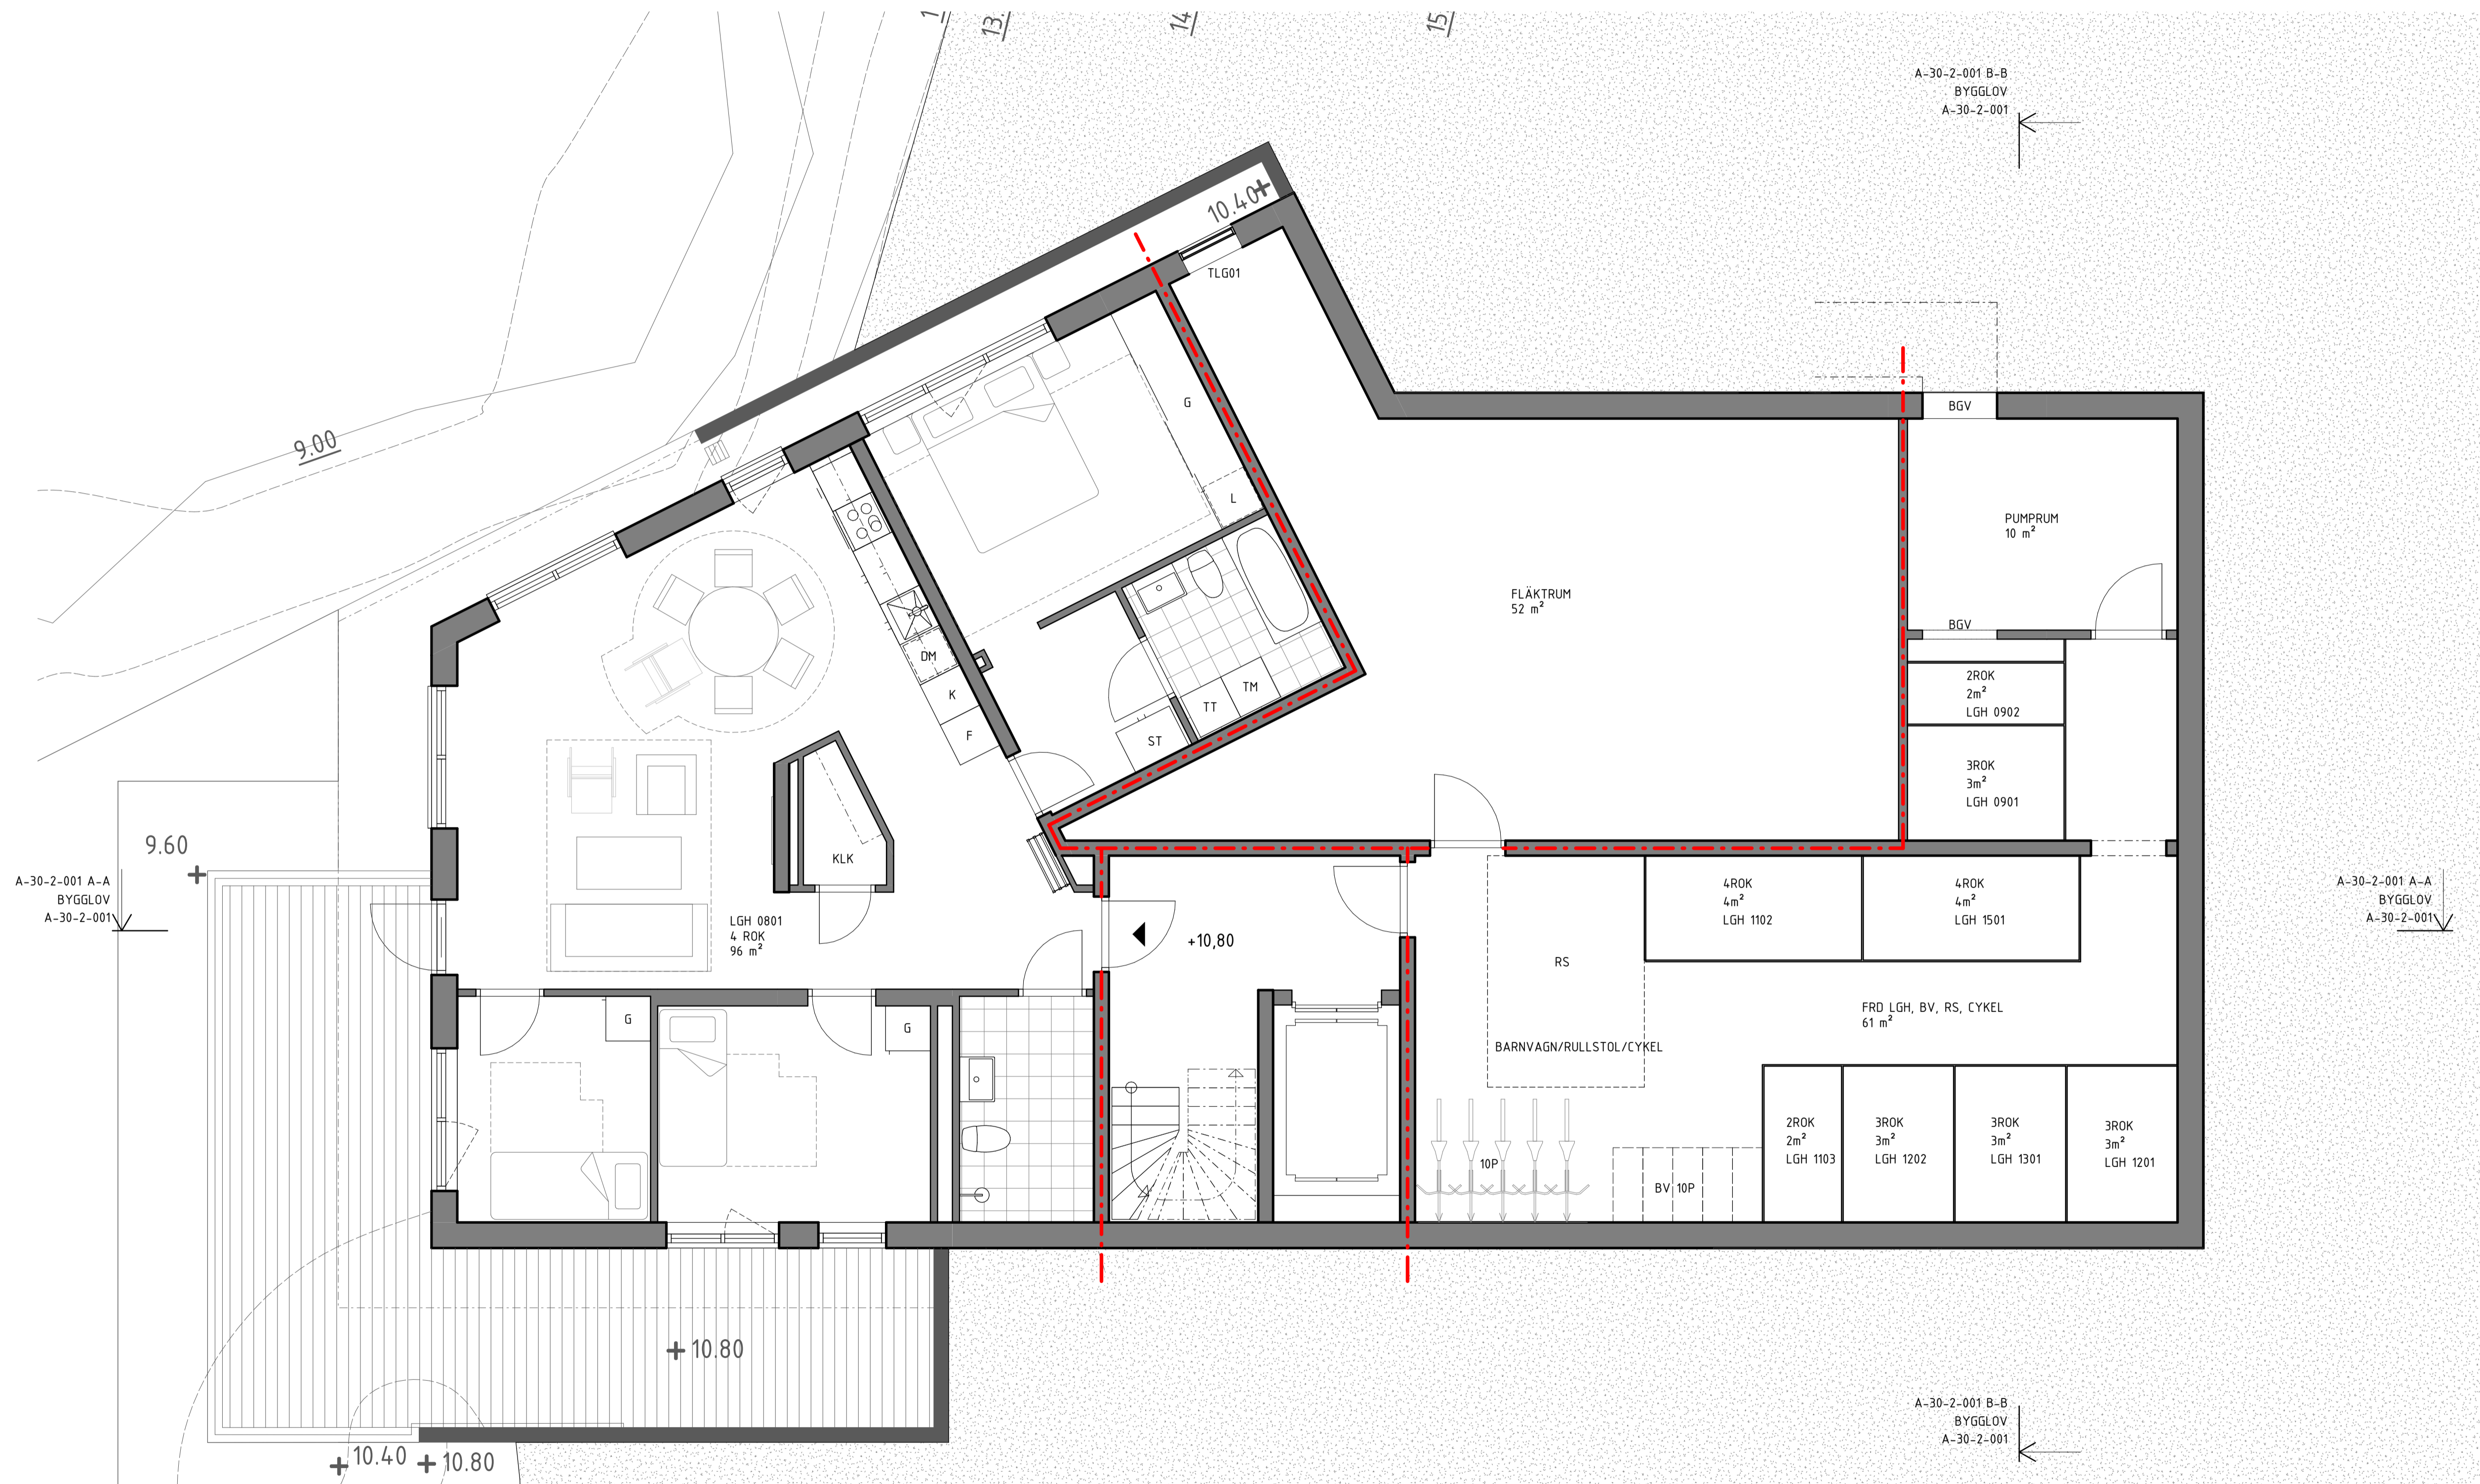 13.
14
15.
A-30-2-001 B-B
BYGGLOV
A-30-2-001
10.40
TLG01
9.00
G
L
BGV
PUMPRUM
10 m²
FLÄKTRUM
52 m²
BGV
DM
K
F
TM
TT
ST
2ROK
2m²
LGH 0902
3ROK
3m²
LGH 0901
KLK
9.60
A-30-2-001 A-A
BYGGLOV
A-30-2-001
LGH 0801
4 ROK
96 m²
+10,80
RS
4ROK
4m²
LGH 1102
4ROK
4m²
LGH 1501
A-30-2-001 A-A
BYGGLOV
A-30-2-001
FRD LGH, BV, RS, CYKEL
61 m²
BARNVAGN/RULLSTOL/CYKEL
G
G
10P
BV 10P
2ROK
2m²
LGH 1103
3ROK
3m²
LGH 1202
3ROK
3m²
LGH 1301
3ROK
3m²
LGH 1201
+10.80
+10.40
+10.80
A-30-2-001 B-B
BYGGLOV
A-30-2-001